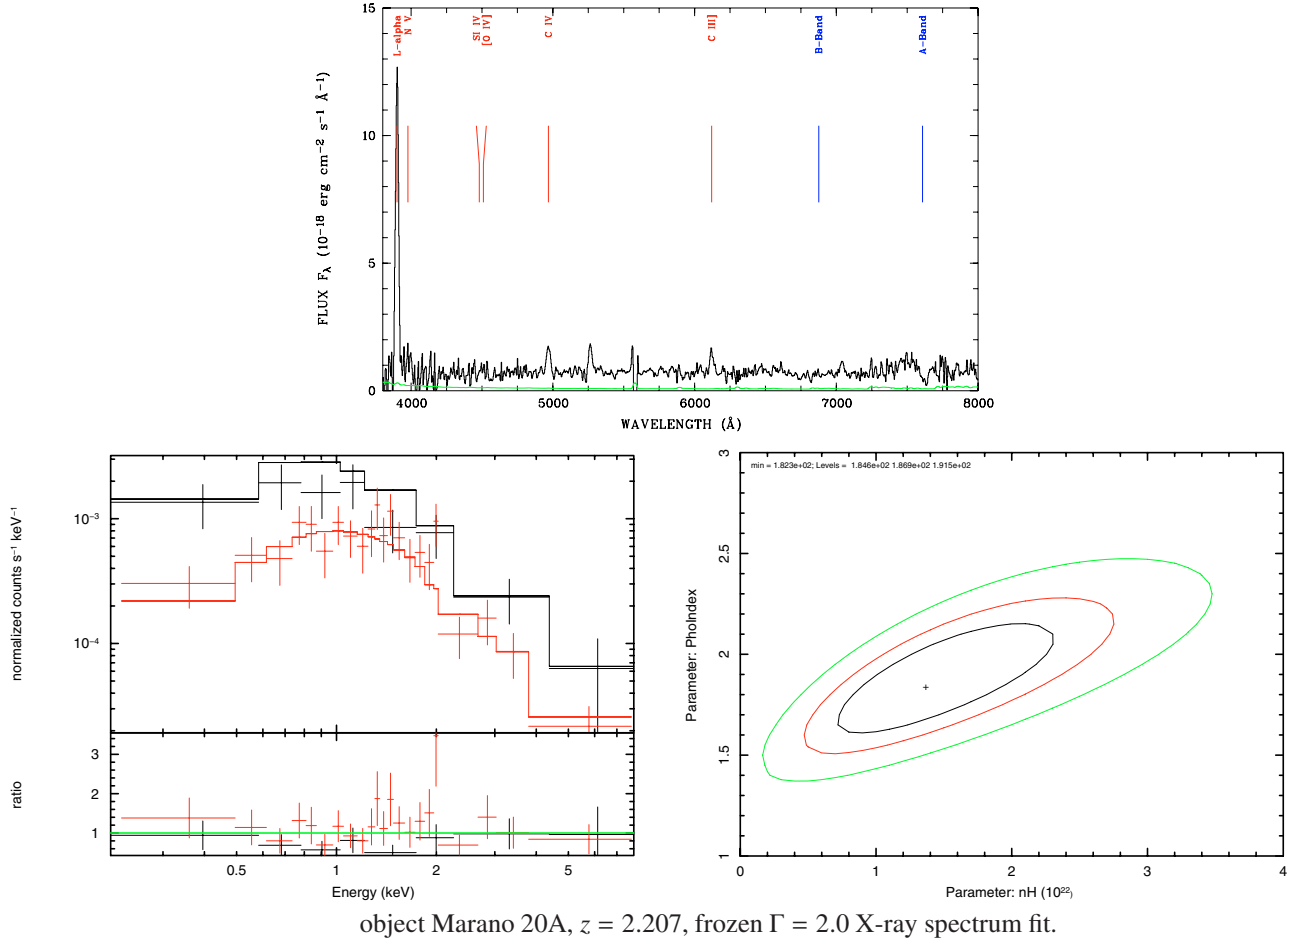 15
10
5
0
FLUX Fλ (10−18 erg cm−2 s−1 Å−1)
L−alpha
N V
SI IV
[O IV]
C IV
C III]
B−Band
A−Band
4000 5000 6000 7000 8000
WAVELENGTH (Å)
10−3
10−4
normalized counts s−1 keV−1
3
2
1
ratio
0.5 1 2 5
Energy (keV)
min = 1.823e+02; Levels = 1.846e+02 1.869e+02 1.915e+02
3
2.5
2
1.5
1
Parameter: PhoIndex
0 1 2 3 4
Parameter: nH (1022)
object Marano 20A, z = 2.207, frozen Γ = 2.0 X-ray spectrum fit.